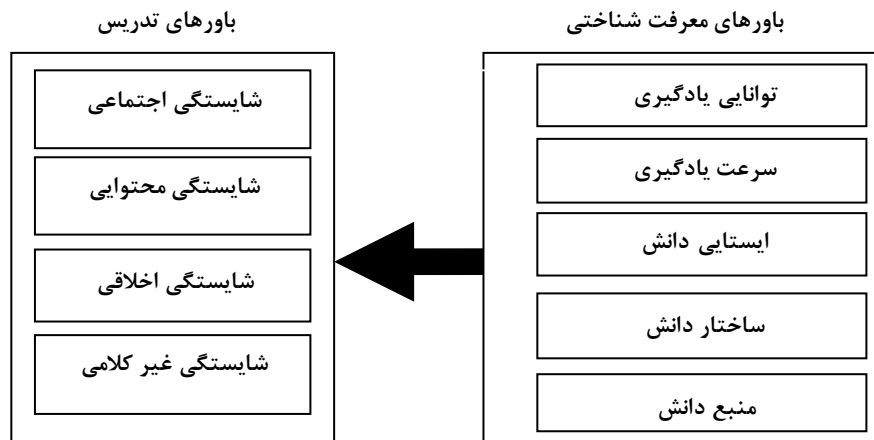 باورهای معرفت شناختی
توانایی یادگیری
سرعت یادگیری
ایستایی دانش
ساختار دانش
منبع دانش
باورهای تدریس
شایستگی اجتماعی
شایستگی محتوایی
شایستگی اخلاقی
شایستگی غیر کلامی